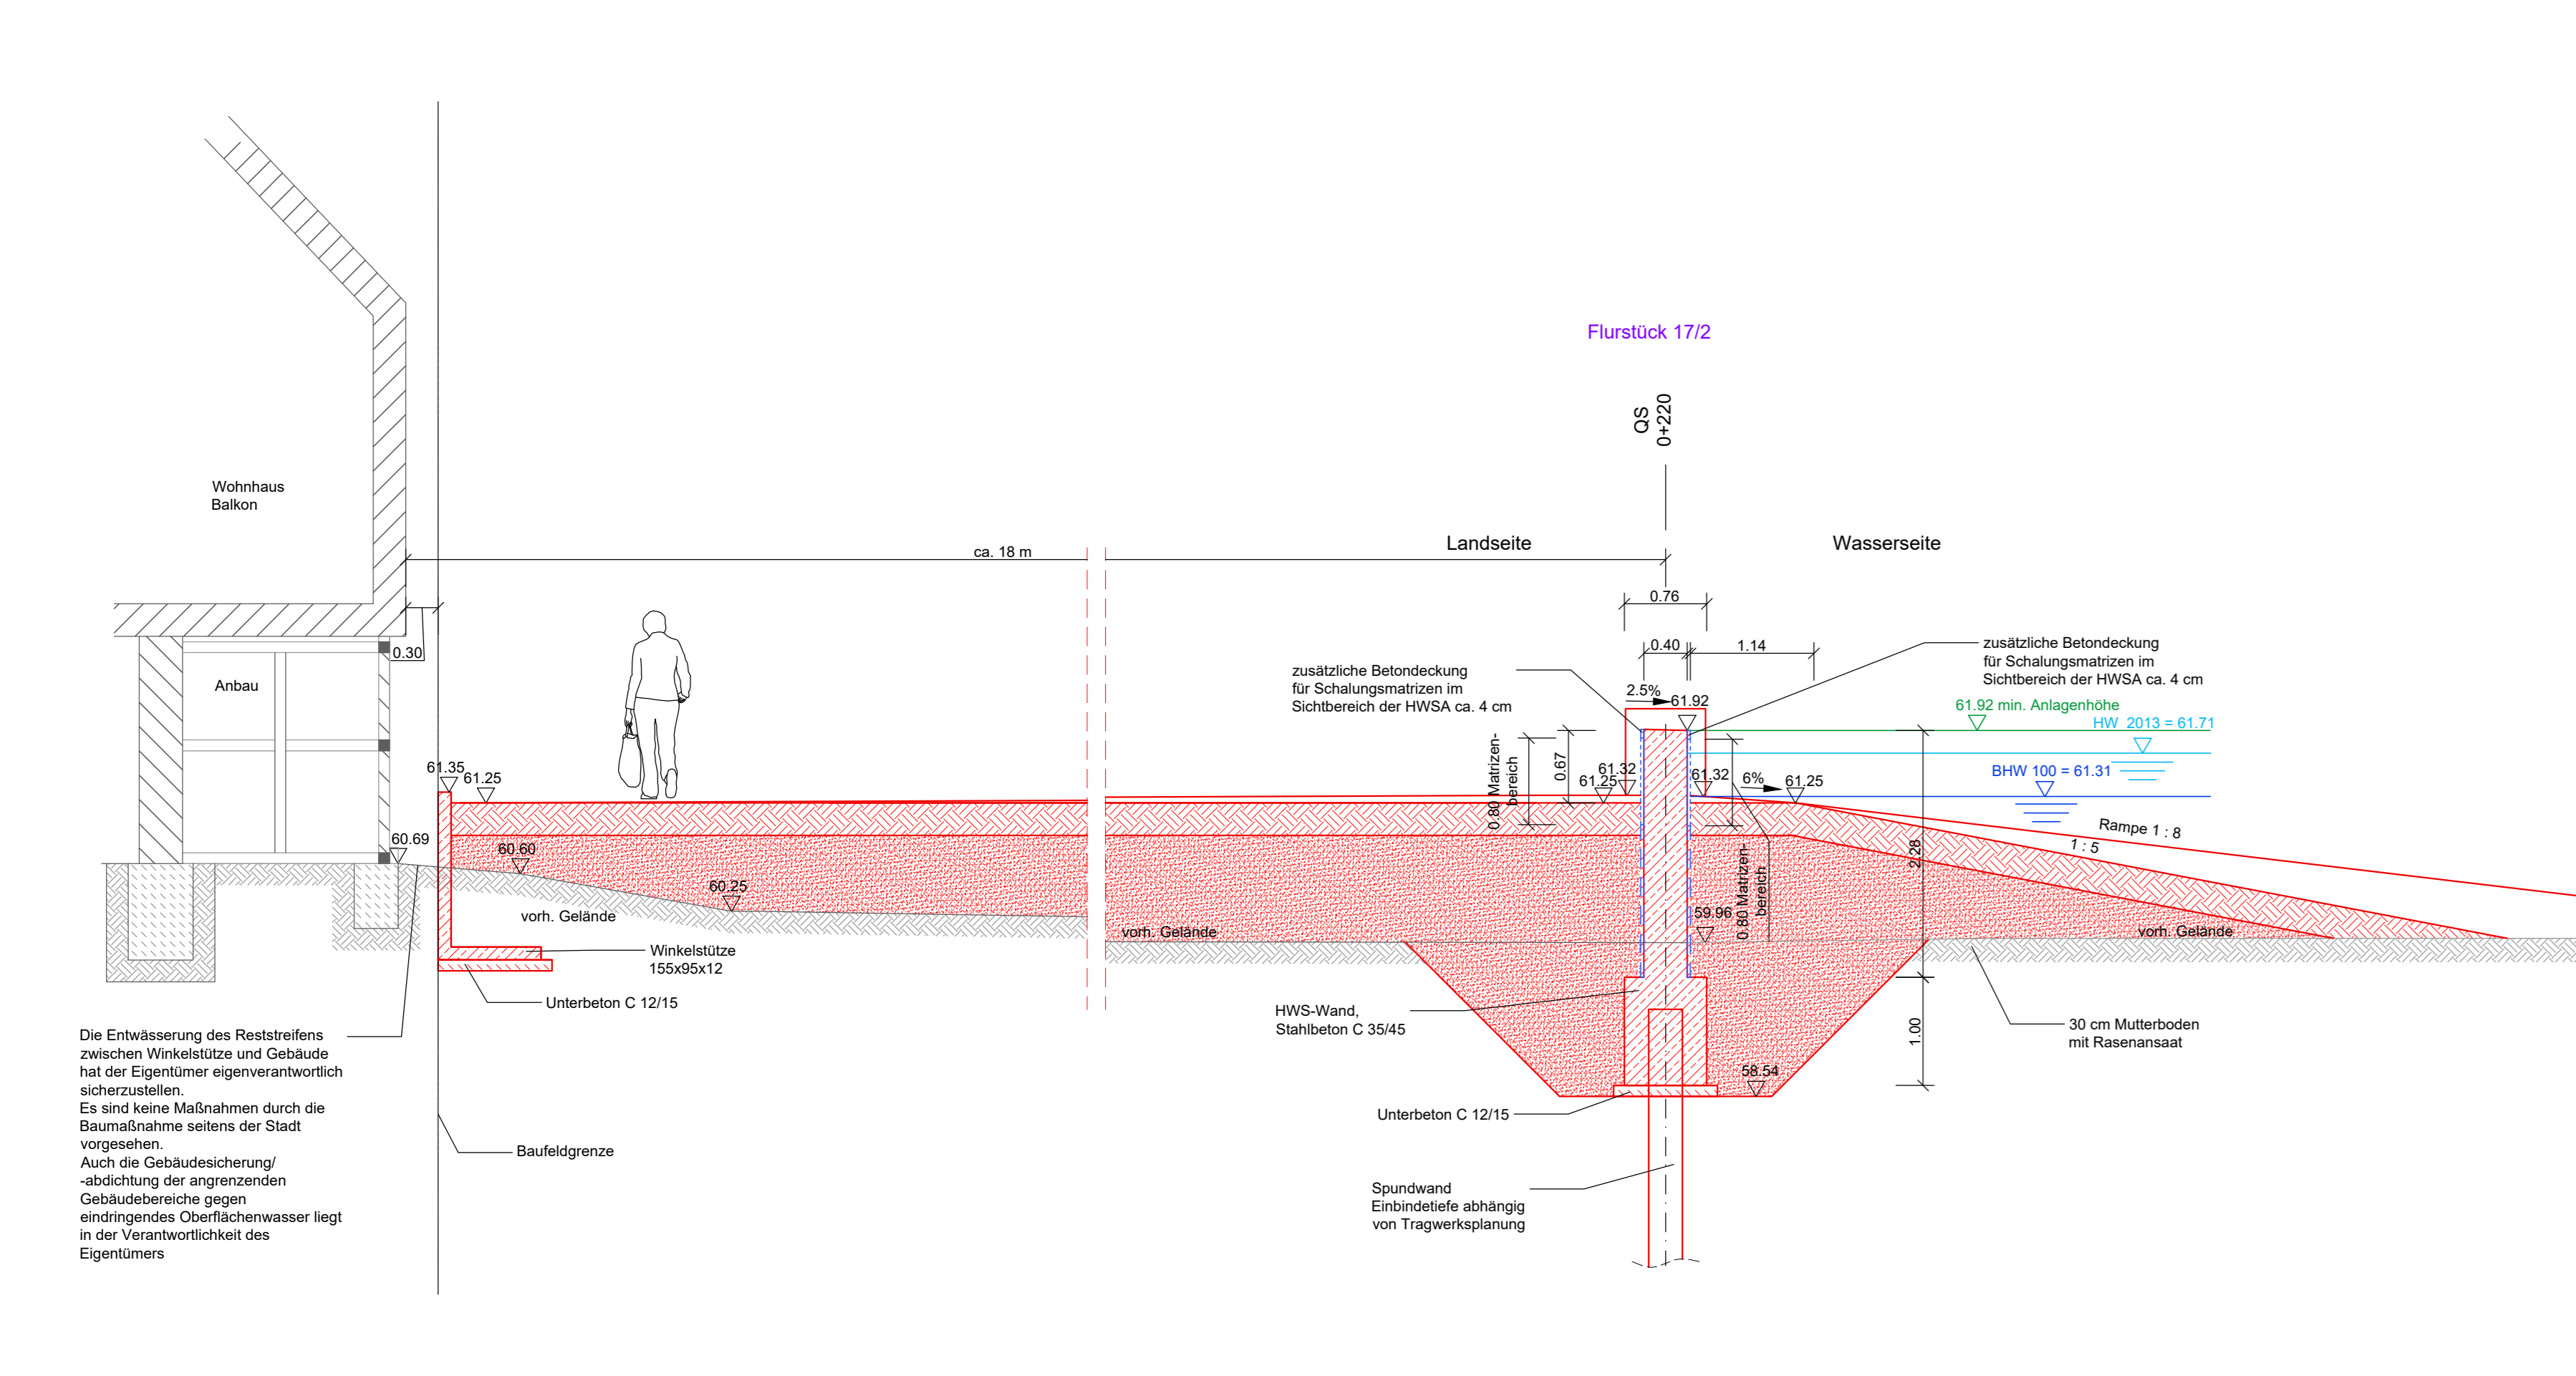 Flurstück 17/2
QS
0+220
Wohnhaus
Balkon
Landseite
Wasserseite
ca. 18 m
0.76
0.30
0.40
1.14
Anbau
zusätzliche Betondeckung
für Schalungsmatrizen im
Sichtbereich der HWSA ca. 4 cm
zusätzliche Betondeckung
für Schalungsmatrizen im
Sichtbereich der HWSA ca. 4 cm
2.5%
61.92
61.92 min. Anlagenhöhe
HW 2013 = 61.71
BHW 100 = 61.31
0.80 Matrizen-
bereich
0.67
61.35
61.25
61.25
61.32
61.32
6%
61.25
Rampe 1 : 8
1 : 5
60.69
60.60
60.25
2.28
0.80 Matrizen-
bereich
59.96
vorh. Gelände
vorh. Gelände
vorh. Gelände
Winkelstütze
155x95x12
Unterbeton C 12/15
HWS-Wand,
Stahlbeton C 35/45
30 cm Mutterboden
mit Rasenansaat
1.00
58.54
Unterbeton C 12/15
Die Entwässerung des Reststreifens
zwischen Winkelstütze und Gebäude
hat der Eigentümer eigenverantwortlich
sicherzustellen.
Es sind keine Maßnahmen durch die
Baumaßnahme seitens der Stadt
vorgesehen.
Auch die Gebäudesicherung/
-abdichtung der angrenzenden
Gebäudebereiche gegen
eindringendes Oberflächenwasser liegt
in der Verantwortlichkeit des
Eigentümers
Baufeldgrenze
Spundwand
Einbindetiefe abhängig
von Tragwerksplanung